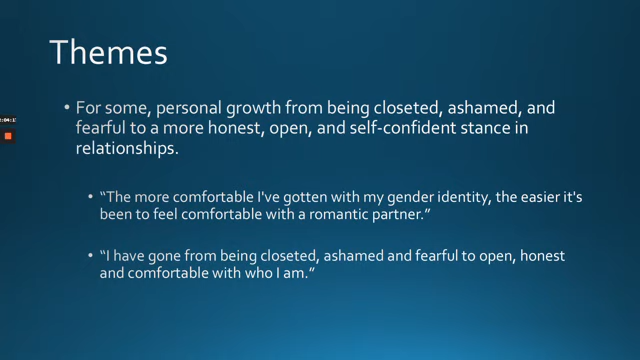 Themes
• For some, personal growth from being closeted, ashamed, and
fearful to a more honest, open, and self-confident stance in
relationships.
• “The more comfortable I've gotten with my gender identity, the easier it's
been to feel comfortable with a romantic partner.”
• “I have gone from being closeted, ashamed and fearful to open, honest
and comfortable with who I am.”